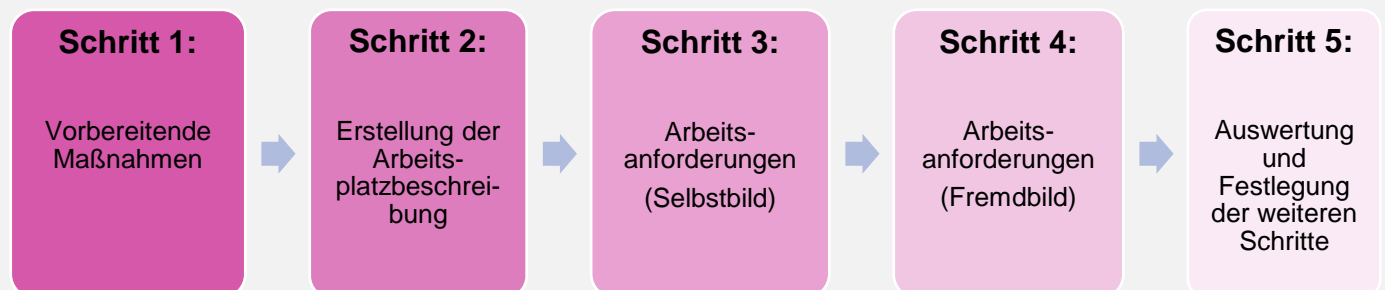 Schritt 1:
Vorbereitende
Maßnahmen
Schritt 2:
Erstellung der
Arbeits-
platzbeschrei-
bung
Schritt 3:
Arbeits-
anforderungen
(Selbstbild)
Schritt 4:
Arbeits-
anforderungen
(Fremdbild)
Schritt 5:
Auswertung
und
Festlegung
der weiteren
Schritte